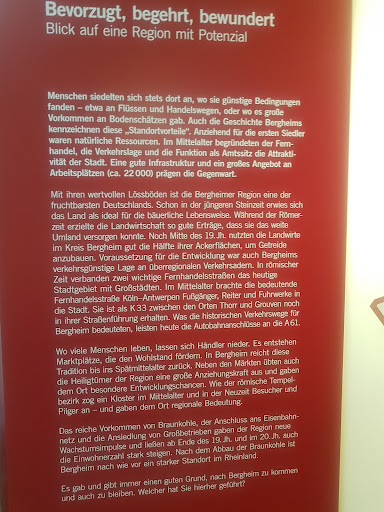 Bevorzugt, begehrt, bewundert
Blick auf eine Region mit Potenzial
Menschen siedelten sich stets dort an, wo sie günstige Bedingungen
fanden – etwa an Flüssen und Handelswegen, oder wo es große
Vorkommen an Bodenschätzen gab. Auch die Geschichte Bergheims
kennzeichnen diese „Standortvorteile“. Anziehend für die ersten Siedler
waren natürliche Ressourcen. Im Mittelalter begründeten der Fern-
handel, die Verkehrslage und die Funktion als Amtssitz die Attrakti-
vität der Stadt. Eine gute Infrastruktur und ein großes Angebot an
Arbeitsplätzen (ca. 22 000) prägen die Gegenwart.
Mit ihren wertvollen Lössböden ist die Bergheimer Region eine der
fruchtbarsten Deutschlands. Schon in der jüngeren Steinzeit erwies sich
das Land als ideal für die bäuerliche Lebensweise. Während der Römer-
zeit erzielte die Landwirtschaft so gute Erträge, dass sie das weite
Umland versorgen konnte. Noch Mitte des 19. Jh. nutzten die Landwirte
im Kreis Bergheim gut die Hälfte ihrer Ackerflächen, um Getreide
anzubauen. Voraussetzung für die Entwicklung war auch Bergheims
verkehrsgünstige Lage an überregionalen Verkehrsadern. In römischer
Zeit verbanden zwei wichtige Fernhandelsstraßen das heutige
Stadtgebiet mit Großstädten. Im Mittelalter brachte die bedeutende
Fernhandelsstraße Köln–Antwerpen Fußgänger, Reiter und Fuhrwerke in
die Stadt. Sie ist als K 33 zwischen den Orten Thorr und Grouven noch
in ihrer Straßenführung erhalten. Was die historischen Verkehrswege für
Bergheim bedeuteten, leisten heute die Autobahnanschlüsse an die A 61.
Wo viele Menschen leben, lassen sich Händler nieder. Es entstehen
Marktplätze, die den Wohlstand fördern. In Bergheim reicht diese
Tradition bis ins Spätmittelalter zurück. Neben den Märkten übten auch
die Heiligtümer der Region eine große Anziehungskraft aus und gaben
dem Ort besondere Entwicklungschancen. Wie der römische Tempel-
bezirk zog ein Kloster im Mittelalter und in der Neuzeit Besucher und
Pilger an – und gaben dem Ort regionale Bedeutung.
Das reiche Vorkommen von Braunkohle, der Anschluss ans Eisenbahn-
netz und die Ansiedlung von Großbetrieben gaben der Region neue
Wachstumsimpulse und ließen ab Ende des 19. Jh. und im 20. Jh. auch
die Einwohnerzahl stark steigen. Nach dem Abbau der Braunkohle ist
Bergheim nach wie vor ein starker Standort im Rheinland.
Es gab und gibt immer einen guten Grund, nach Bergheim zu kommen
und auch zu bleiben. Welcher hat Sie hierher geführt?